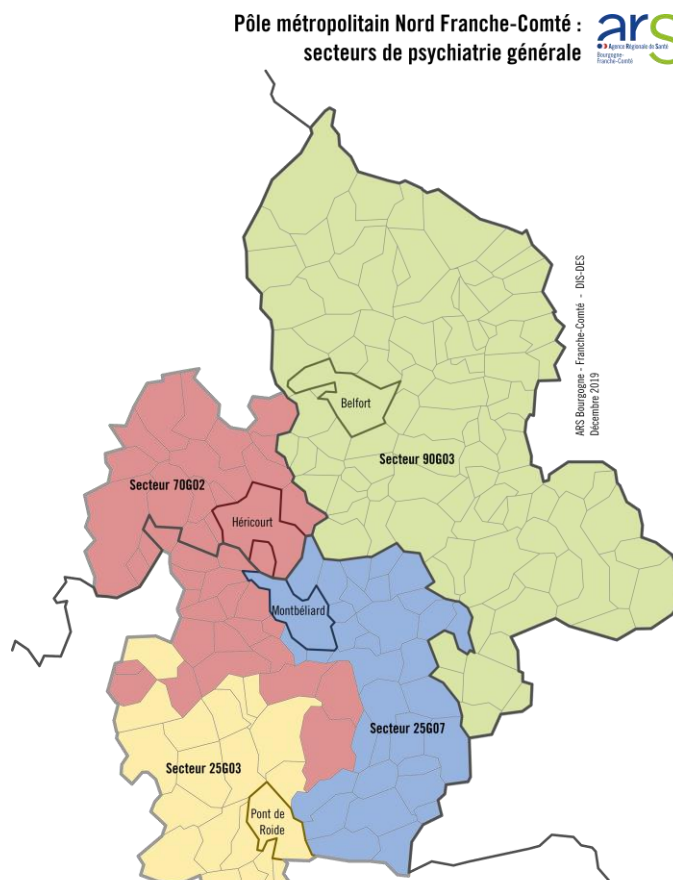 Pôle métropolitain Nord Franche-Comté :
secteurs de psychiatrie générale
ars
Agence Régionale de Santé
Bourgogne-
Franche-Comté
ARS Bourgogne - Franche-Comté - DIS-DES
Décembre 2019
Belfort
Secteur 90G03
Secteur 70G02
Héricourt
Montbéliard
Secteur 25G07
Secteur 25G03
Pont de
Roide